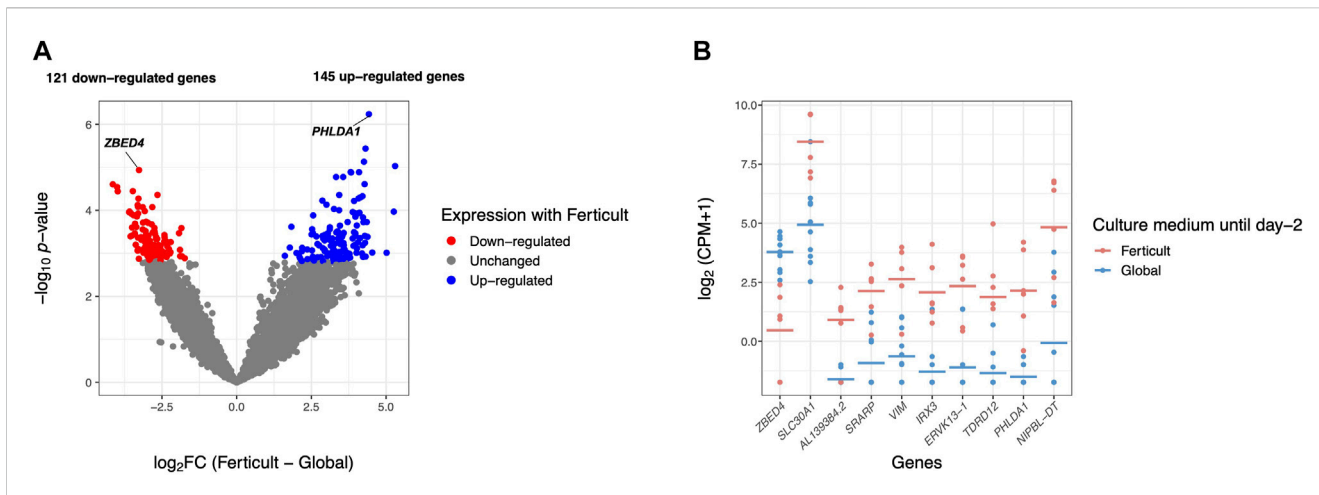 A
121 down−regulated genes
145 up−regulated genes
ZBED4
PHLDA1
6
4
2
0
−2.5
0.0
2.5
5.0
−log10 p−value
log2FC (Ferticult − Global)
Expression with Ferticult
Down−regulated
Unchanged
Up−regulated
B
10.0
7.5
5.0
2.5
0.0
log2 (CPM+1)
ZBED4
SLC30A1
AL139384.2
SRARP
VIM
IRX3
ERVK13−1
TDRD12
PHLDA1
NIPBL−DT
Genes
Culture medium until day−2
Ferticult
Global